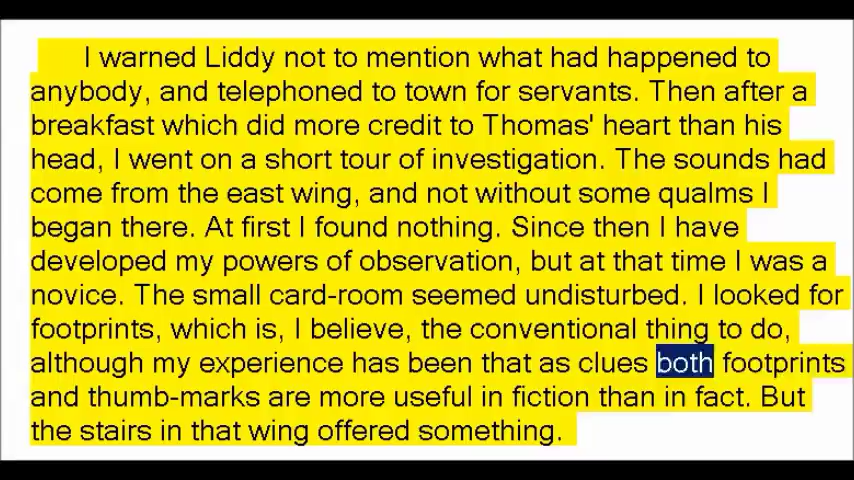 I warned Liddy not to mention what had happened to
anybody, and telephoned to town for servants. Then after a
breakfast which did more credit to Thomas' heart than his
head, I went on a short tour of investigation. The sounds had
come from the east wing, and not without some qualms I
began there. At first I found nothing. Since then I have
developed my powers of observation, but at that time I was a
novice. The small card-room seemed undisturbed. I looked for
footprints, which is, I believe, the conventional thing to do,
although my experience has been that as clues both footprints
and thumb-marks are more useful in fiction than in fact. But
the stairs in that wing offered something.